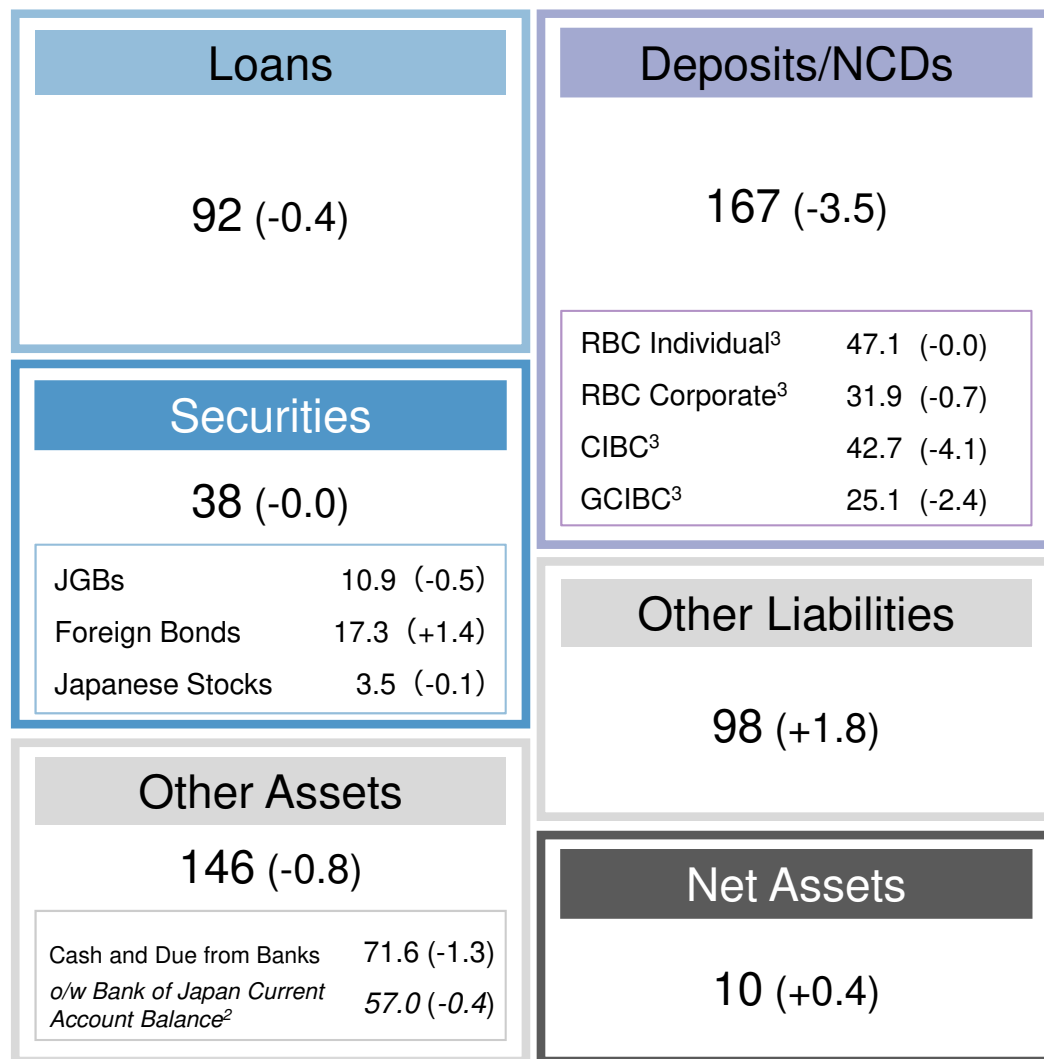 Loans
92 (-0.4)
Securities
38 (-0.0)
JGBs 10.9（-0.5）
Foreign Bonds 17.3（+1.4）
Japanese Stocks 3.5（-0.1）
Other Assets
146 (-0.8)
Cash and Due from Banks 71.6 (-1.3)
o/w Bank of Japan Current
Account Balance² 57.0 (-0.4)
Deposits/NCDs
167 (-3.5)
RBC Individual³ 47.1 (-0.0)
RBC Corporate³ 31.9 (-0.7)
CIBC³ 42.7 (-4.1)
GCIBC³ 25.1 (-2.4)
Other Liabilities
98 (+1.8)
Net Assets
10 (+0.4)